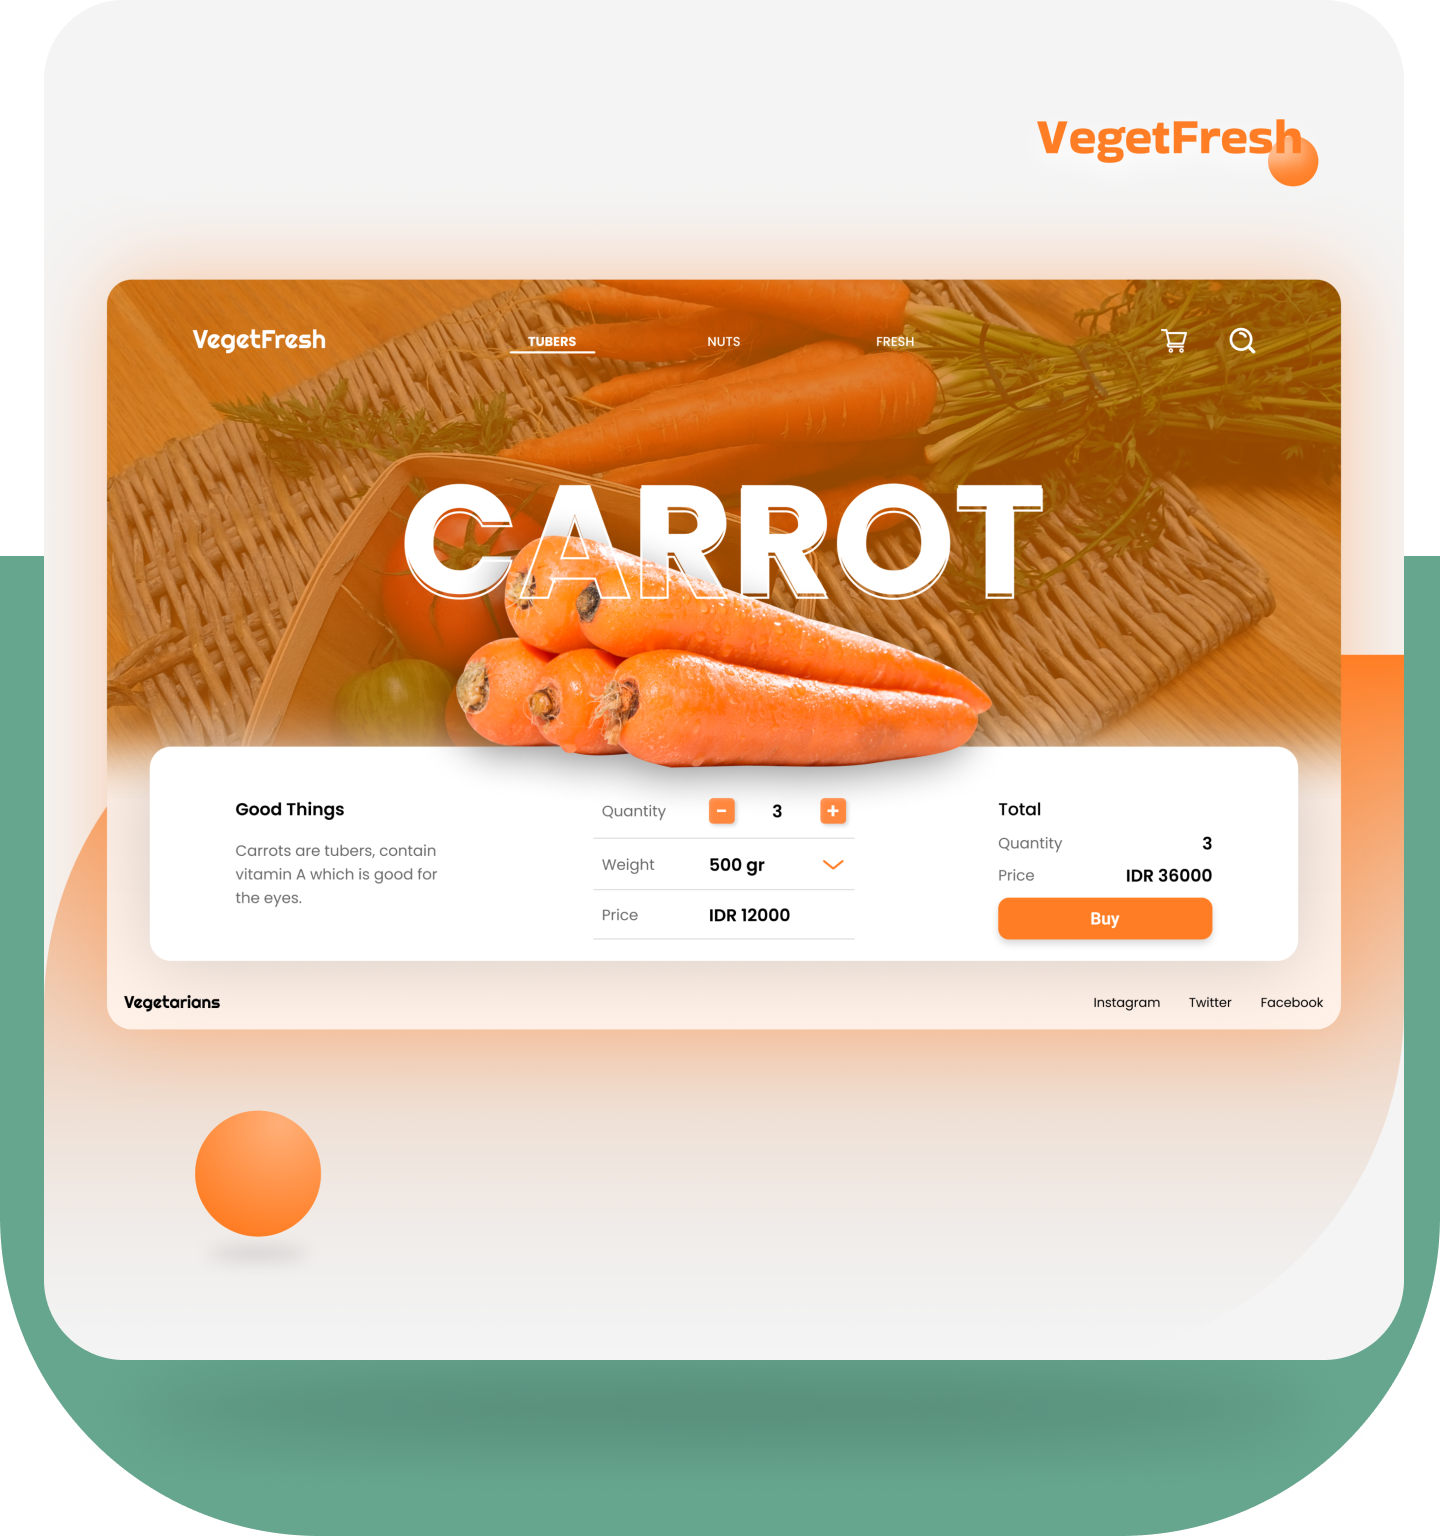 VegetFresh
VegetFresh
TUBERS
NUTS
FRESH
CARROT
Good Things
Carrots are tubers, contain
vitamin A which is good for
the eyes.
Quantity 3
Weight 500 gr
Price IDR 12000
Total
Quantity 3
Price IDR 36000
Buy
Vegetarians
Instagram
Twitter
Facebook